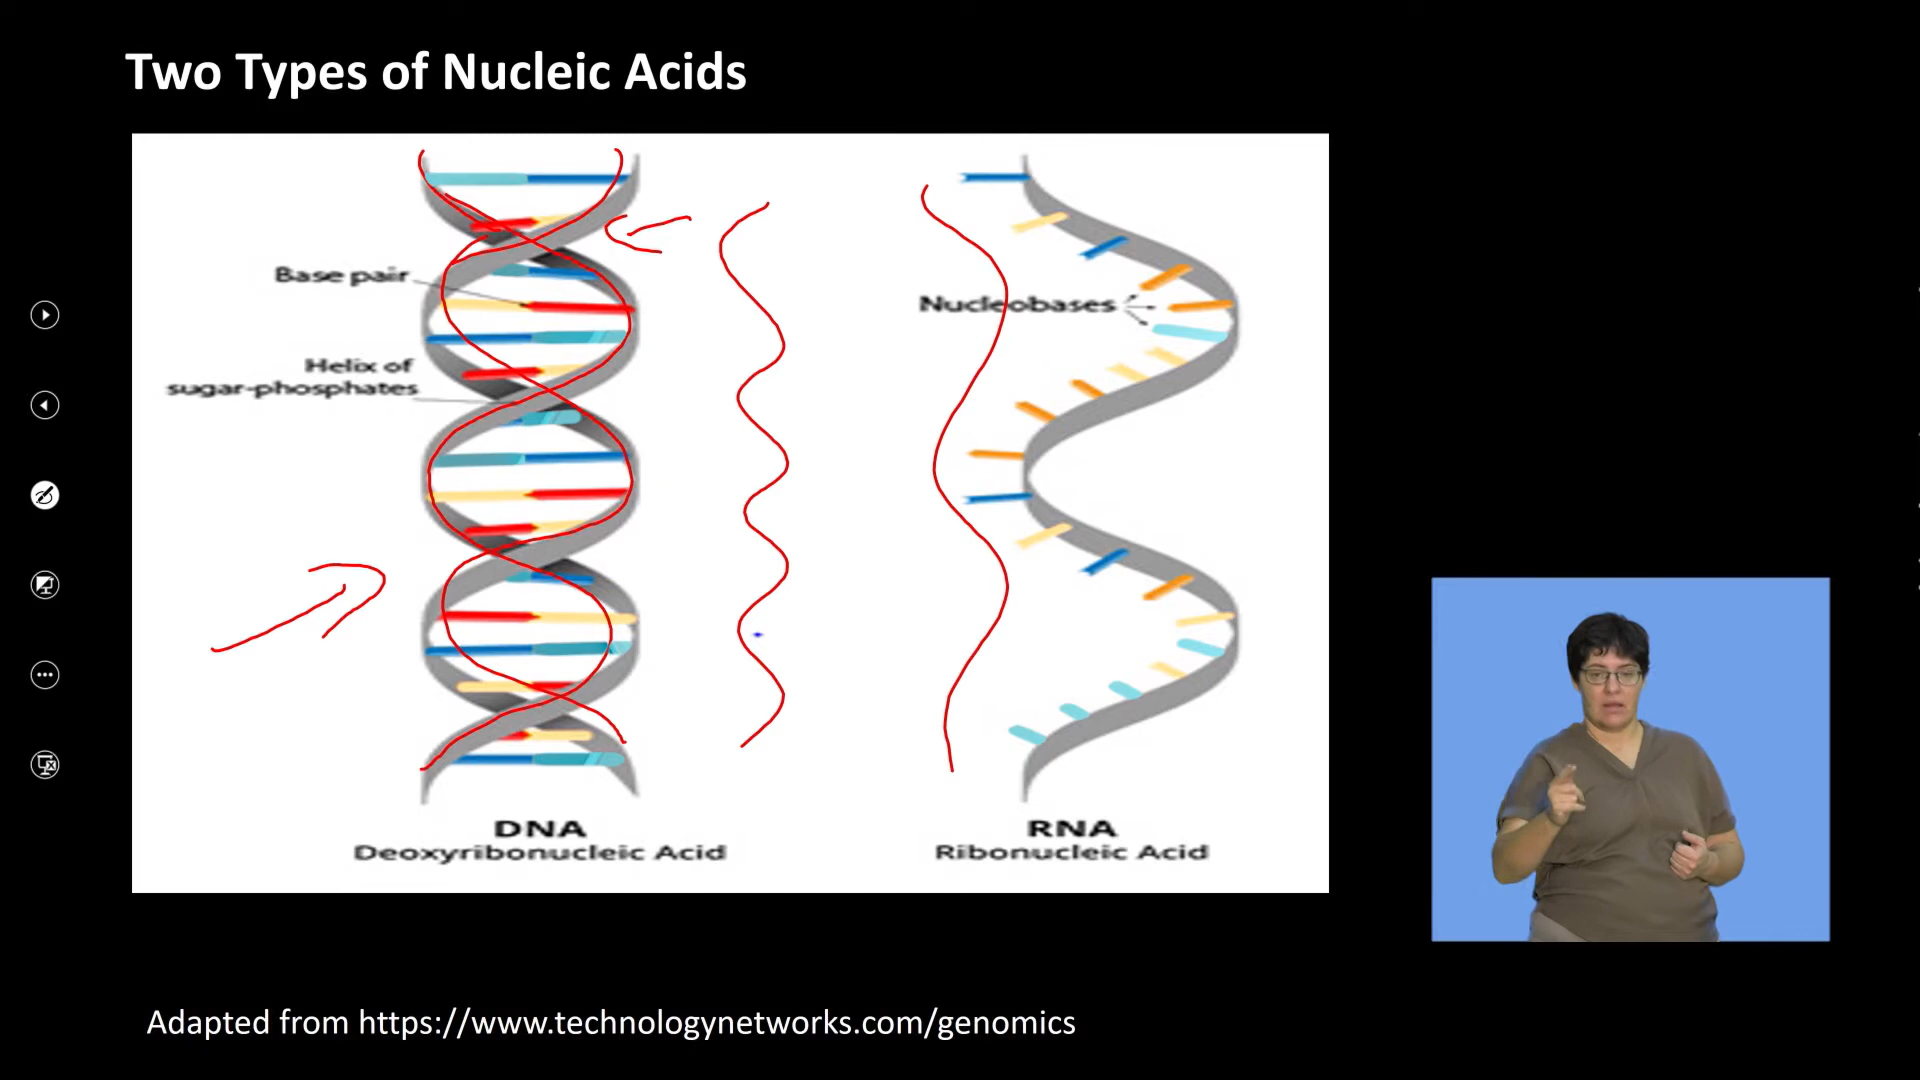 Two Types of Nucleic Acids
Base pair
Helix of
sugar-phosphates
Nucleobases
DNA
Deoxyribonucleic Acid
RNA
Ribonucleic Acid
Adapted from https://www.technologynetworks.com/genomics